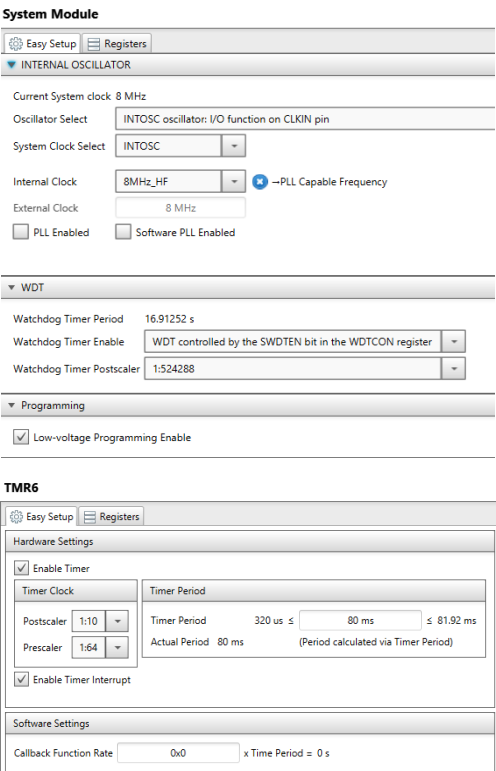 System Module
Easy Setup Registers
INTERNAL OSCILLATOR
Current System clock 8 MHz
Oscillator Select INTOSC oscillator: I/O function on CLKIN pin
System Clock Select INTOSC
Internal Clock 8MHz_HF →PLL Capable Frequency
External Clock 8 MHz
PLL Enabled Software PLL Enabled
WDT
Watchdog Timer Period 16.91252 s
Watchdog Timer Enable WDT controlled by the SWDTEN bit in the WDTCON register
Watchdog Timer Postscaler 1:524288
Programming
Low-voltage Programming Enable
TMR6
Easy Setup Registers
Hardware Settings
Enable Timer
Timer Clock Timer Period
Postscaler 1:10 Timer Period 320 us ≤ 80 ms ≤ 81.92 ms
Prescaler 1:64 Actual Period 80 ms (Period calculated via Timer Period)
Enable Timer Interrupt
Software Settings
Callback Function Rate 0x0 x Time Period = 0 s